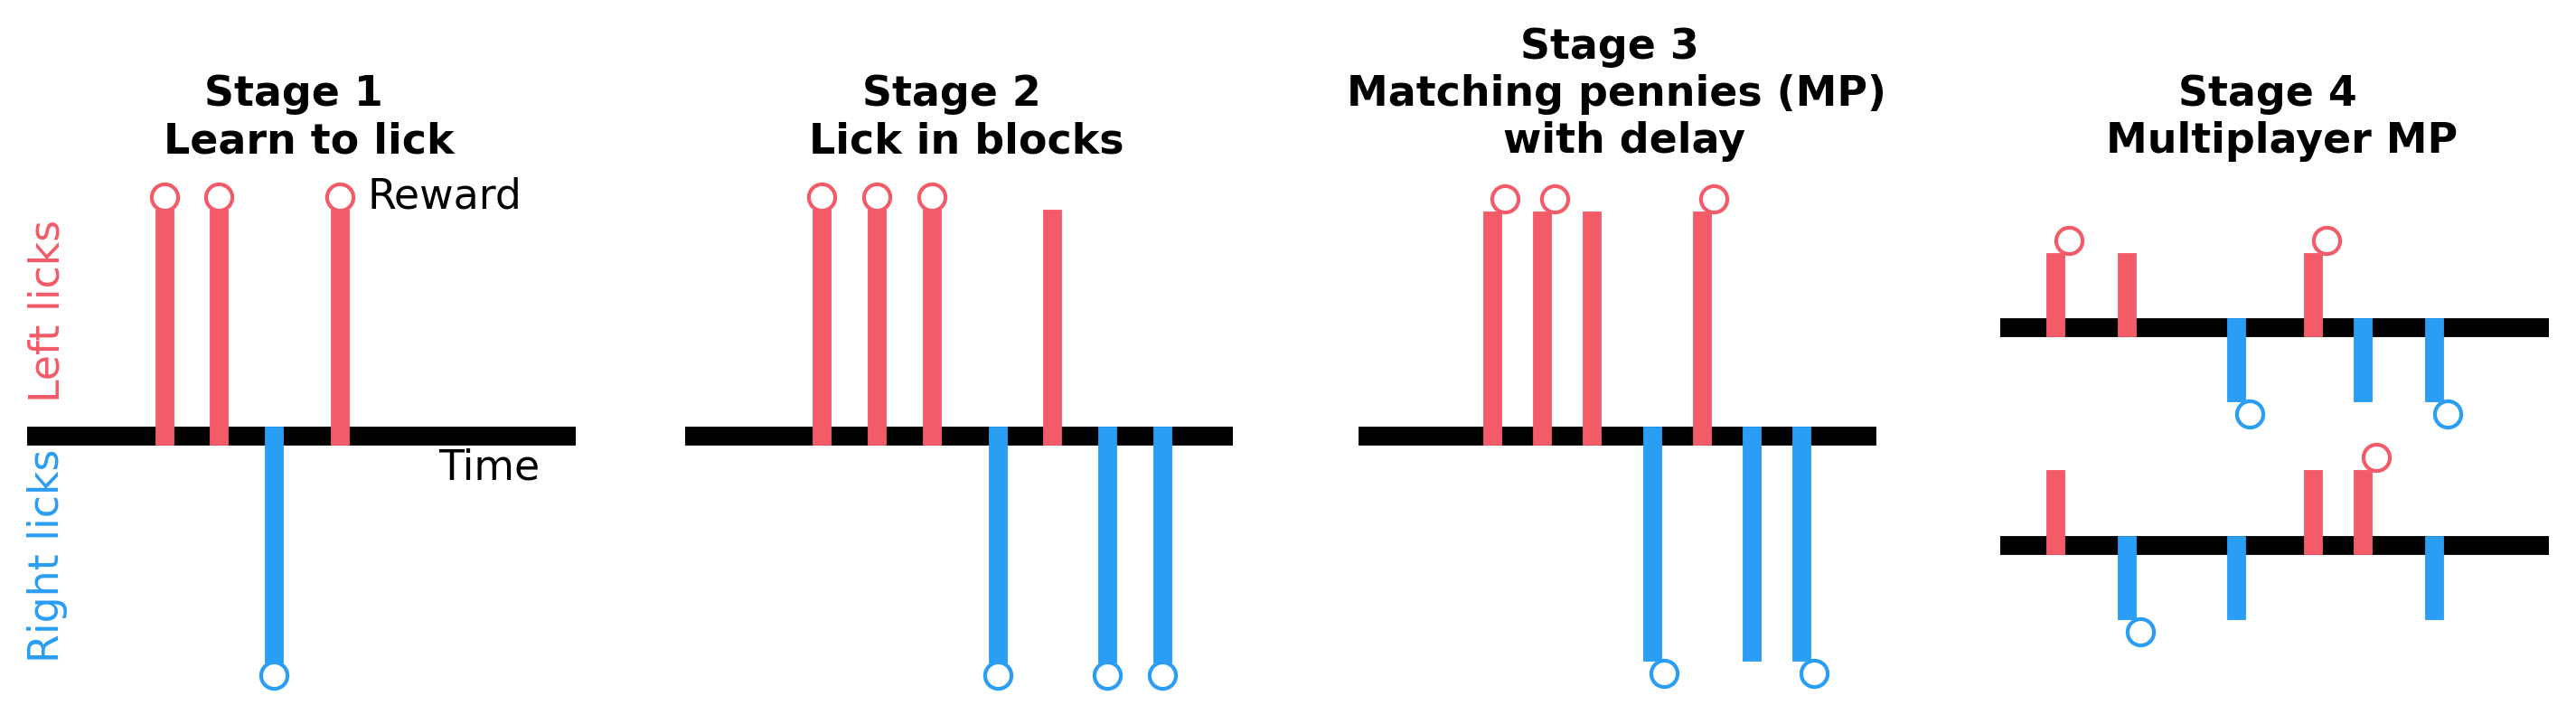 Stage 1
Learn to lick
Reward
Left licks
Right licks
Time
Stage 2
Lick in blocks
Stage 3
Matching pennies (MP)
with delay
Stage 4
Multiplayer MP